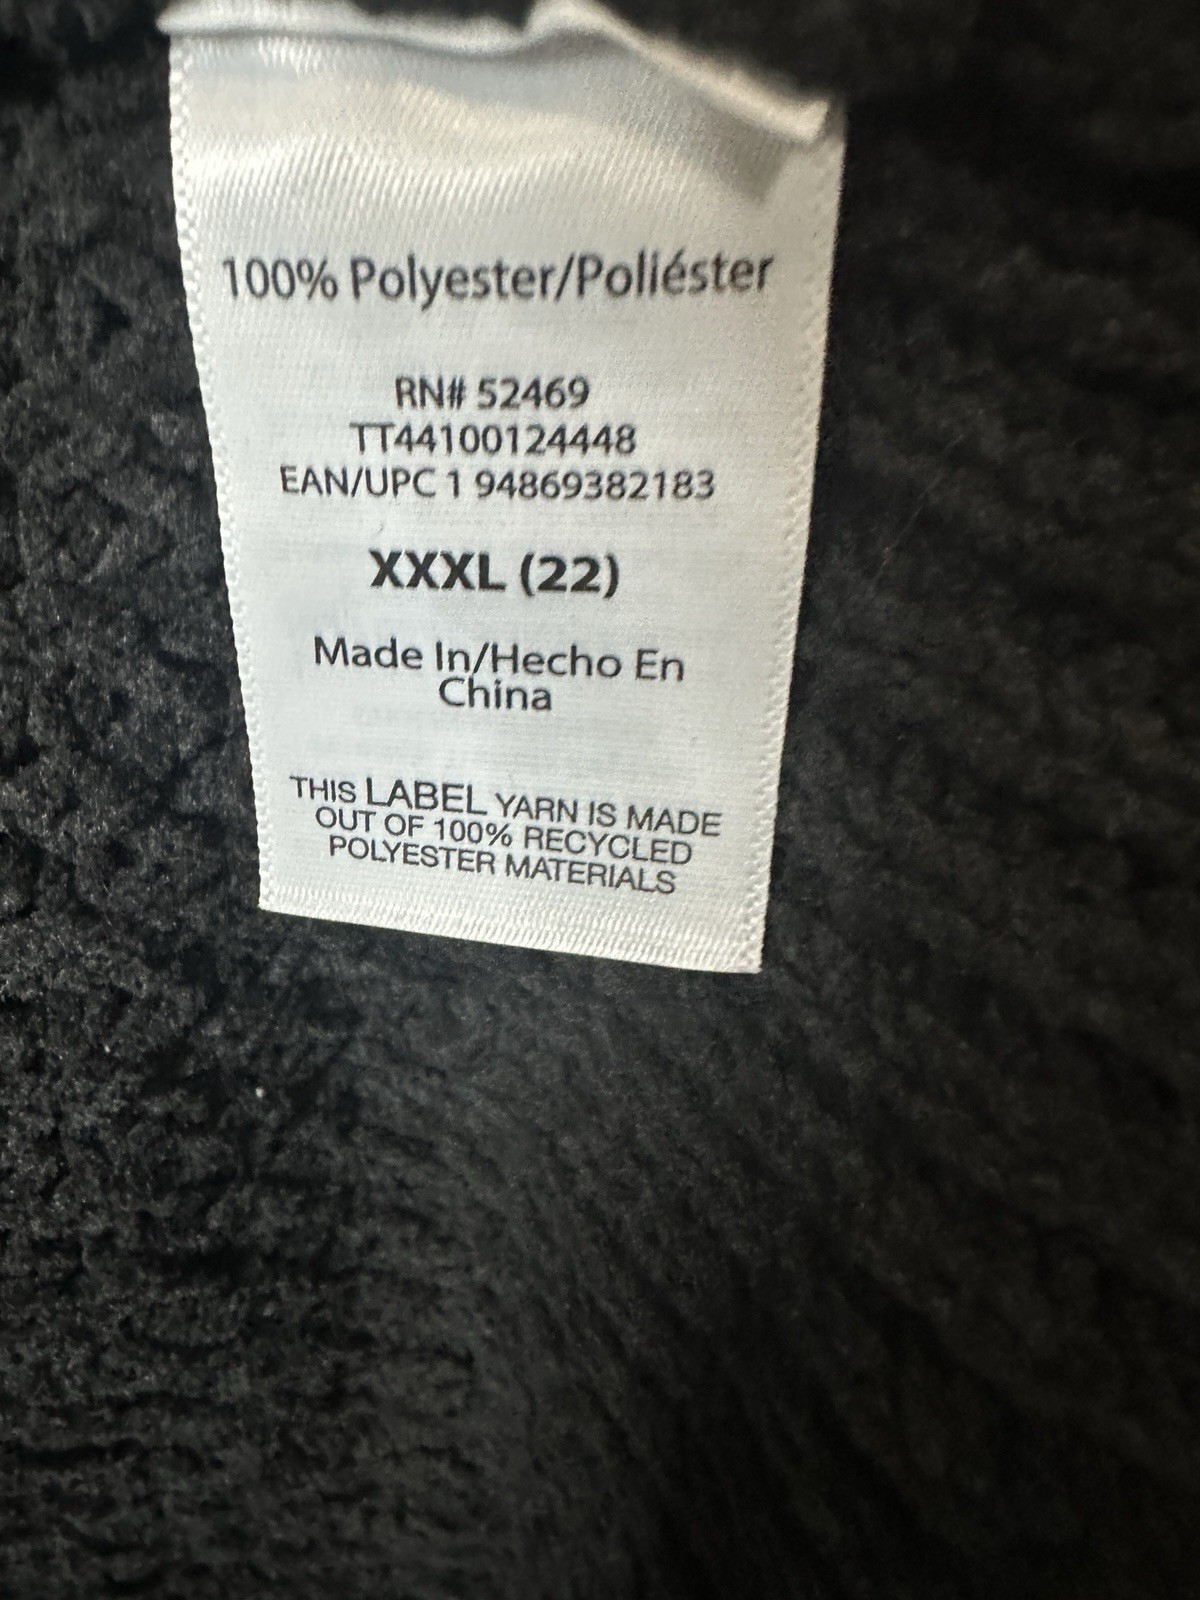 100% Polyester/Poliéster
RN# 52469
TT44100124448
EAN/UPC 1 94869382183
XXXL (22)
Made In/Hecho En
China
THIS LABEL YARN IS MADE
OUT OF 100% RECYCLED
POLYESTER MATERIALS